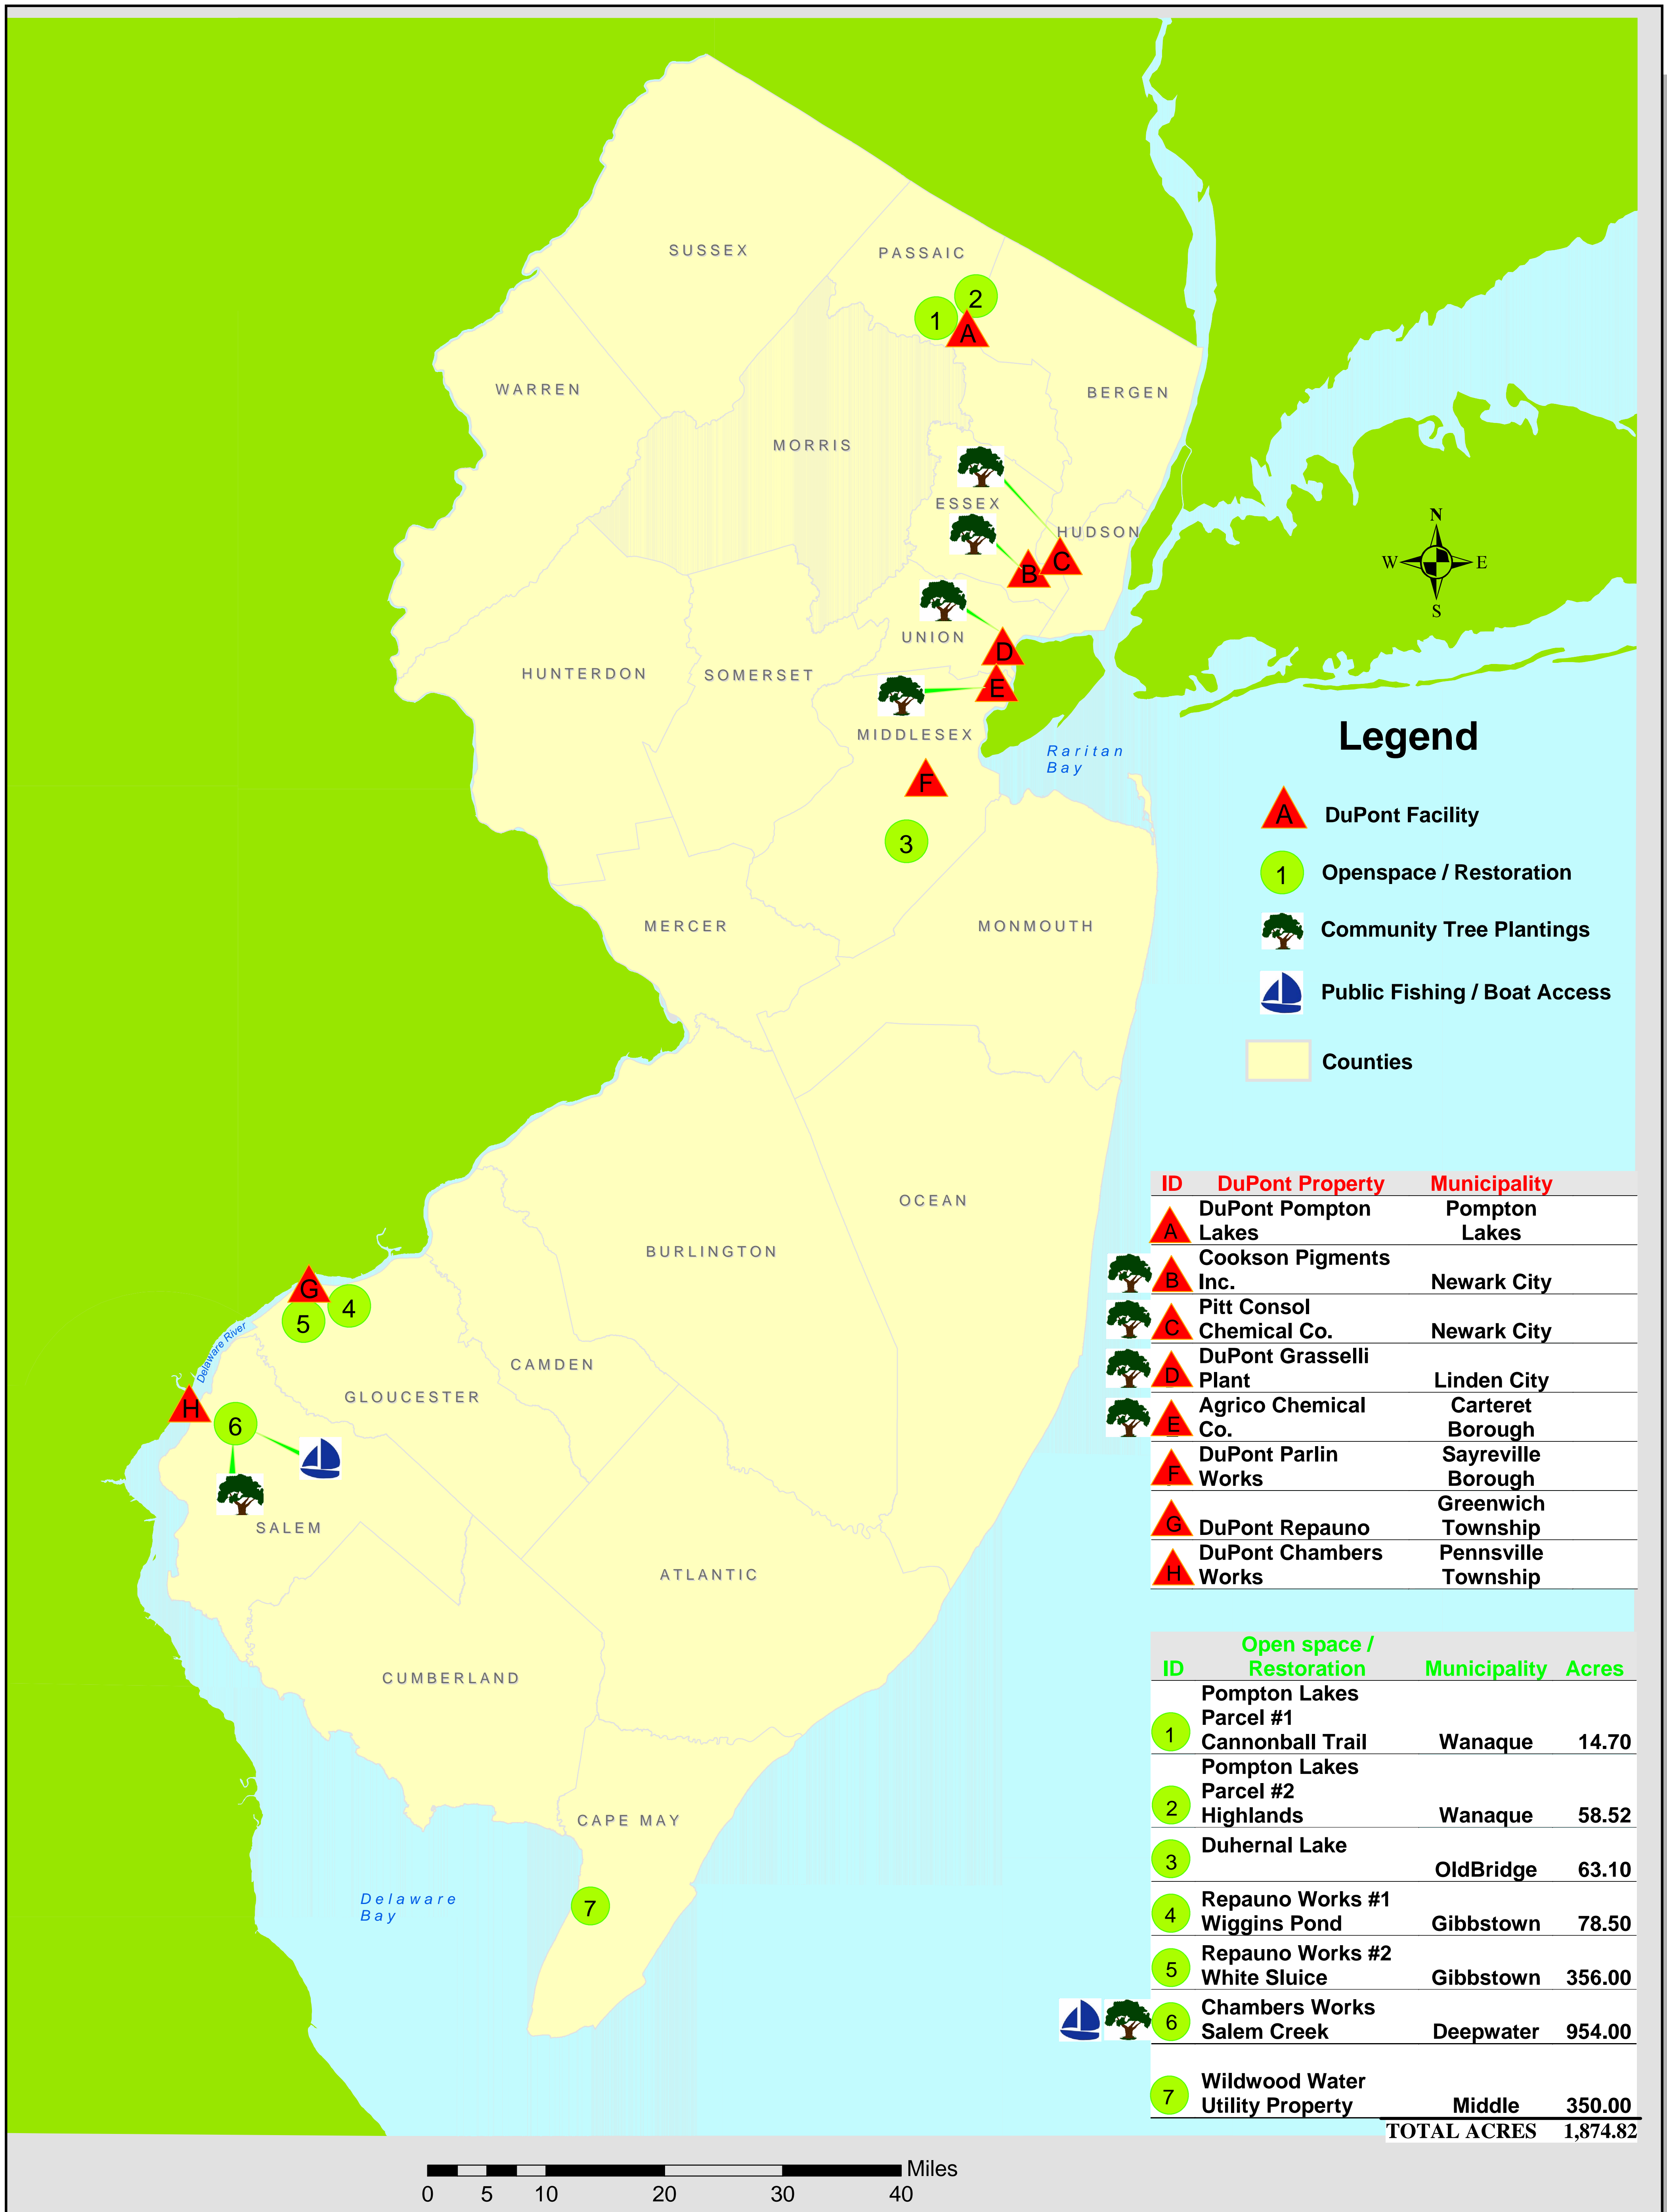 SUSSEX
PASSAIC
2
1
A
WARREN
BERGEN
MORRIS
ESSEX
HUDSON
C
B
N
W E
S
UNION
D
HUNTERDON
SOMERSET
E
MIDDLESEX
Raritan
Bay
F
3
MERCER
MONMOUTH
Legend
A DuPont Facility
1 Openspace / Restoration
Community Tree Plantings
Public Fishing / Boat Access
Counties
OCEAN
BURLINGTON
G
4
5
Delaware River
CAMDEN
GLOUCESTER
H
6
SALEM
ATLANTIC
CUMBERLAND
CAPE MAY
7
Delaware
Bay
ID DuPont Property Municipality
DuPont Pompton Pompton
A Lakes Lakes
Cookson Pigments
B Inc. Newark City
Pitt Consol
C Chemical Co. Newark City
DuPont Grasselli
D Plant Linden City
Agrico Chemical Carteret
E Co. Borough
DuPont Parlin Sayreville
F Works Borough
Greenwich
G DuPont Repauno Township
DuPont Chambers Pennsville
H Works Township
Open space /
ID Restoration Municipality Acres
Pompton Lakes
Parcel #1
1 Cannonball Trail Wanaque 14.70
Pompton Lakes
Parcel #2
2 Highlands Wanaque 58.52
Duhernal Lake
3 OldBridge 63.10
Repauno Works #1
4 Wiggins Pond Gibbstown 78.50
Repauno Works #2
5 White Sluice Gibbstown 356.00
Chambers Works
6 Salem Creek Deepwater 954.00
Wildwood Water
7 Utility Property Middle 350.00
TOTAL ACRES 1,874.82
Miles
0 5 10 20 30 40